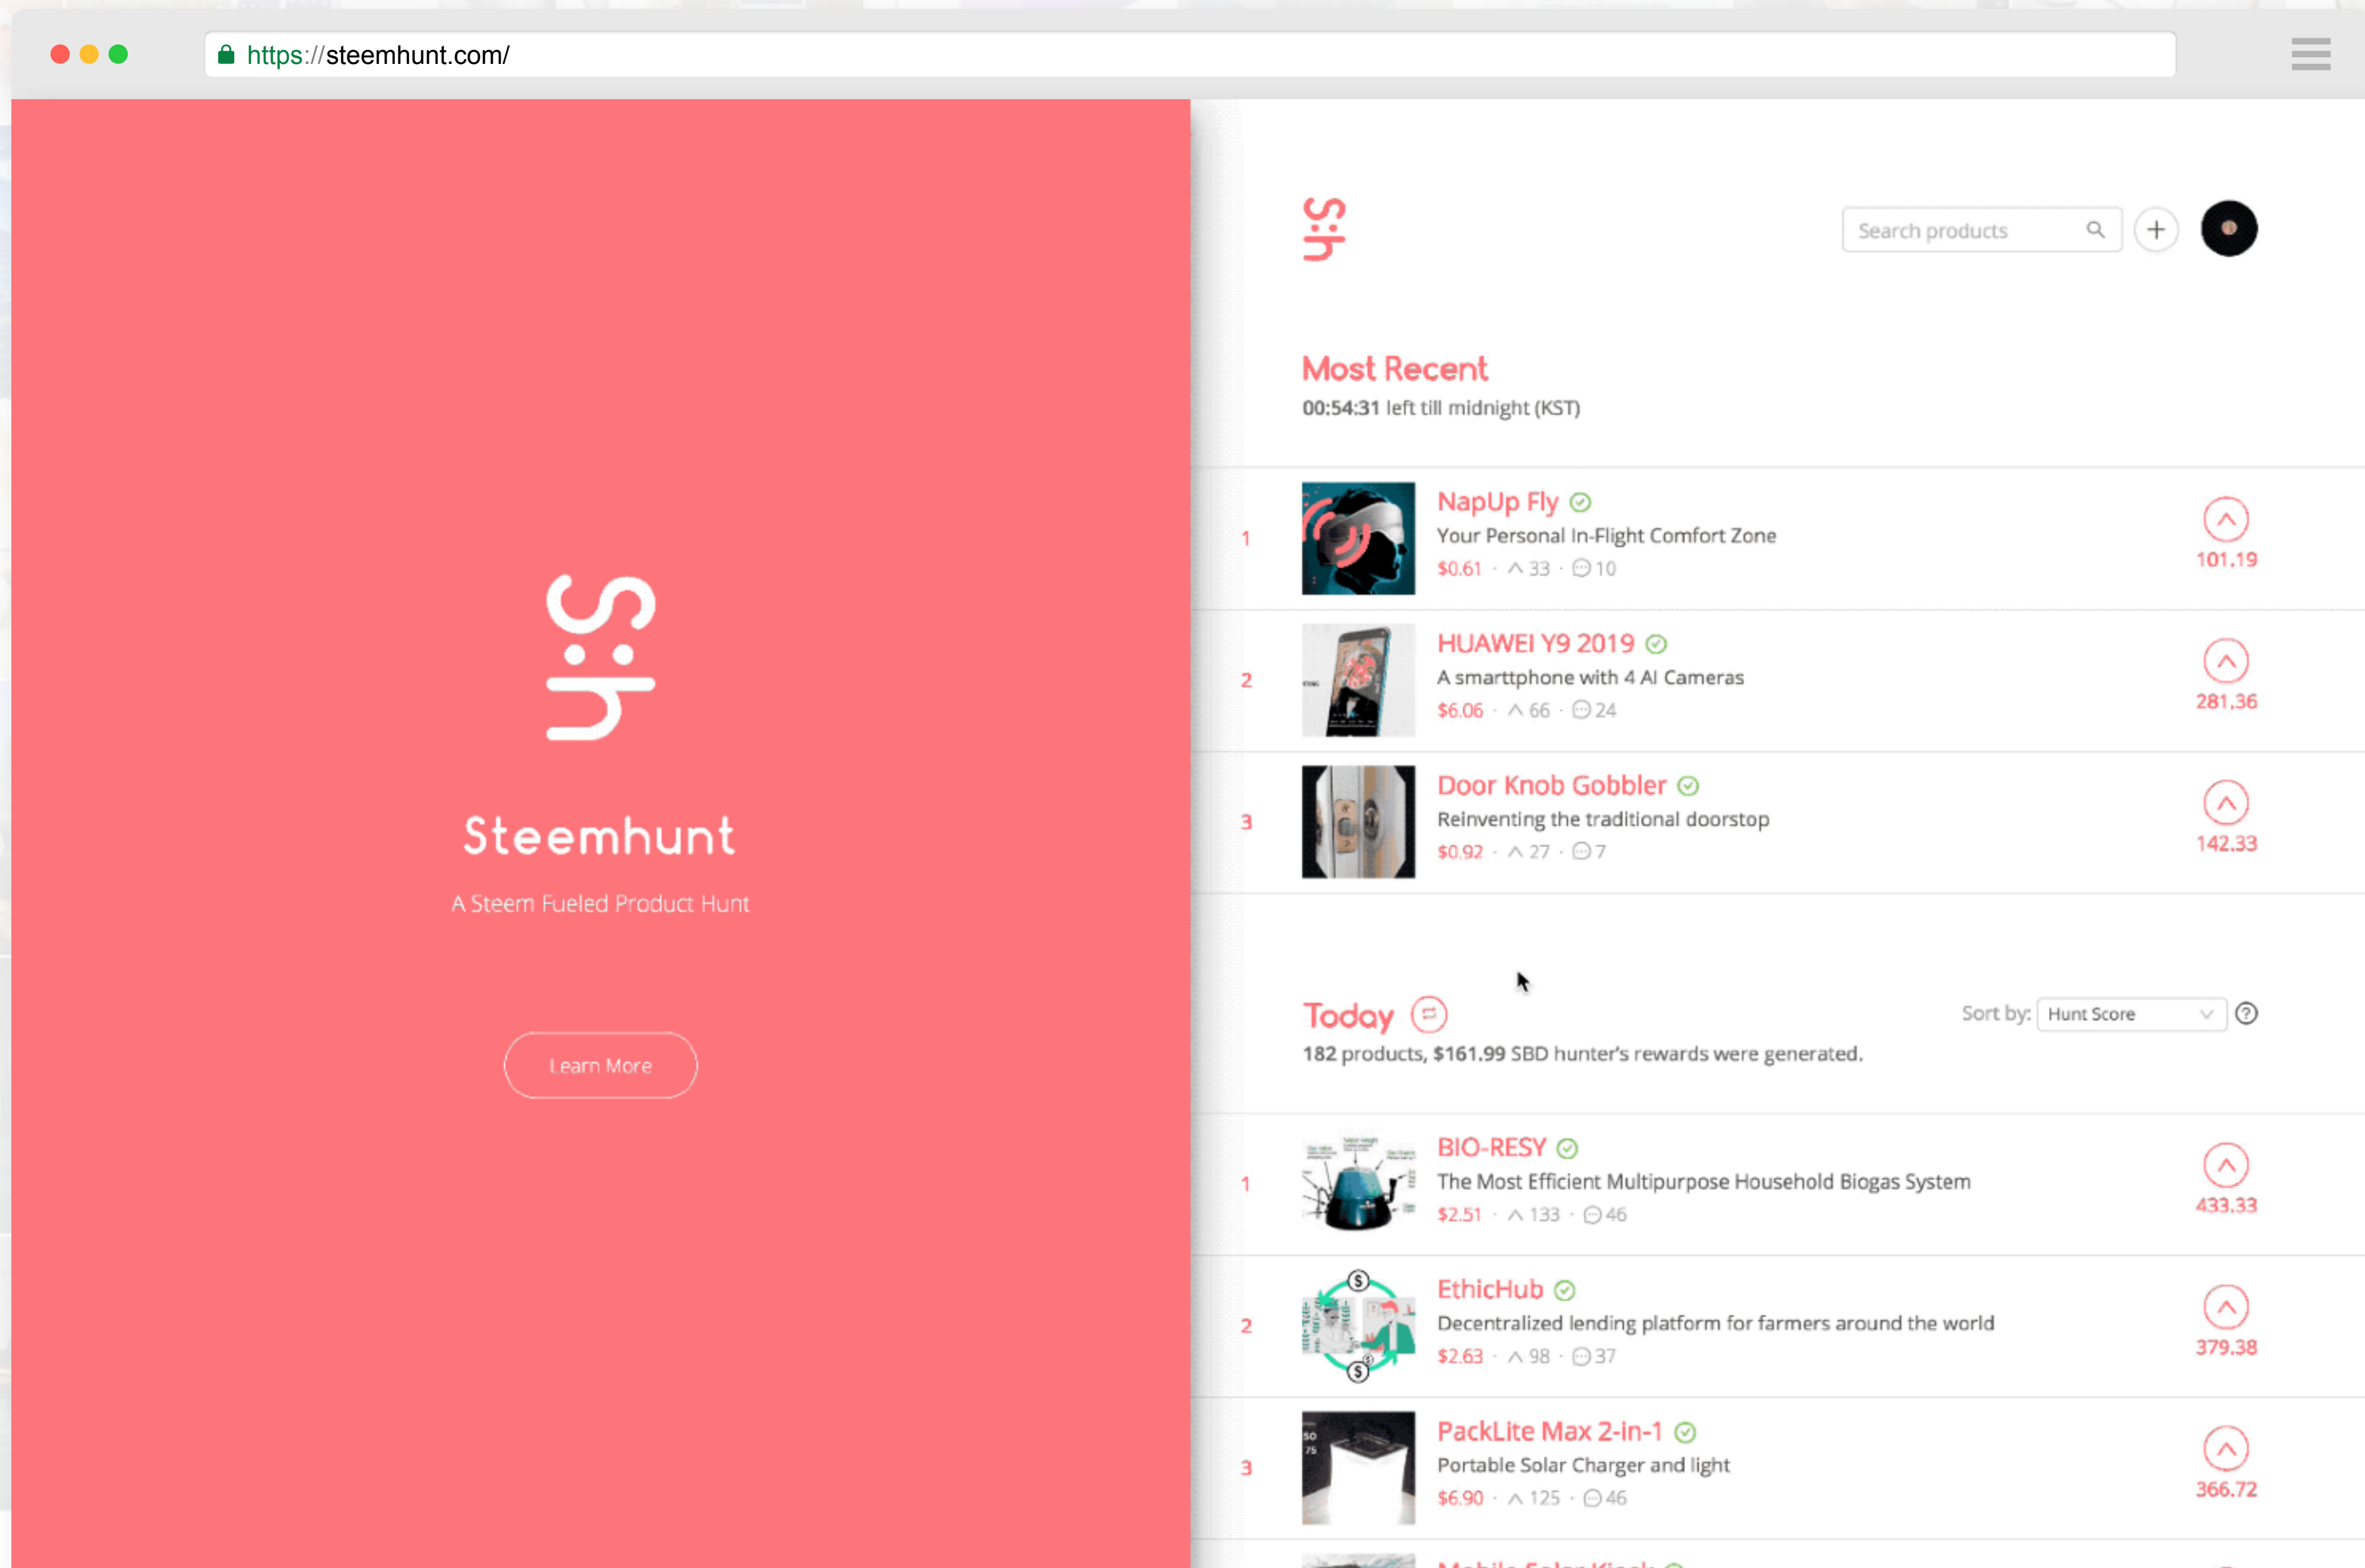 https://steemhunt.com/
S:h
Steemhunt
A Steem Fueled Product Hunt
Learn More
S:h
Search products
Most Recent
00:54:31 left till midnight (KST)
1
NapUp Fly
Your Personal In-Flight Comfort Zone
$0.61 · 33 · 10
101.19
2
HUAWEI Y9 2019
A smarttphone with 4 AI Cameras
$6.06 · 66 · 24
281.36
3
Door Knob Gobbler
Reinventing the traditional doorstop
$0.92 · 27 · 7
142.33
Today
Sort by: Hunt Score
182 products, $161.99 SBD hunter's rewards were generated.
1
BIO-RESY
The Most Efficient Multipurpose Household Biogas System
$2.51 · 133 · 46
433.33
2
EthicHub
Decentralized lending platform for farmers around the world
$2.63 · 98 · 37
379.38
3
50
75
PackLite Max 2-in-1
Portable Solar Charger and light
$6.90 · 125 · 46
366.72